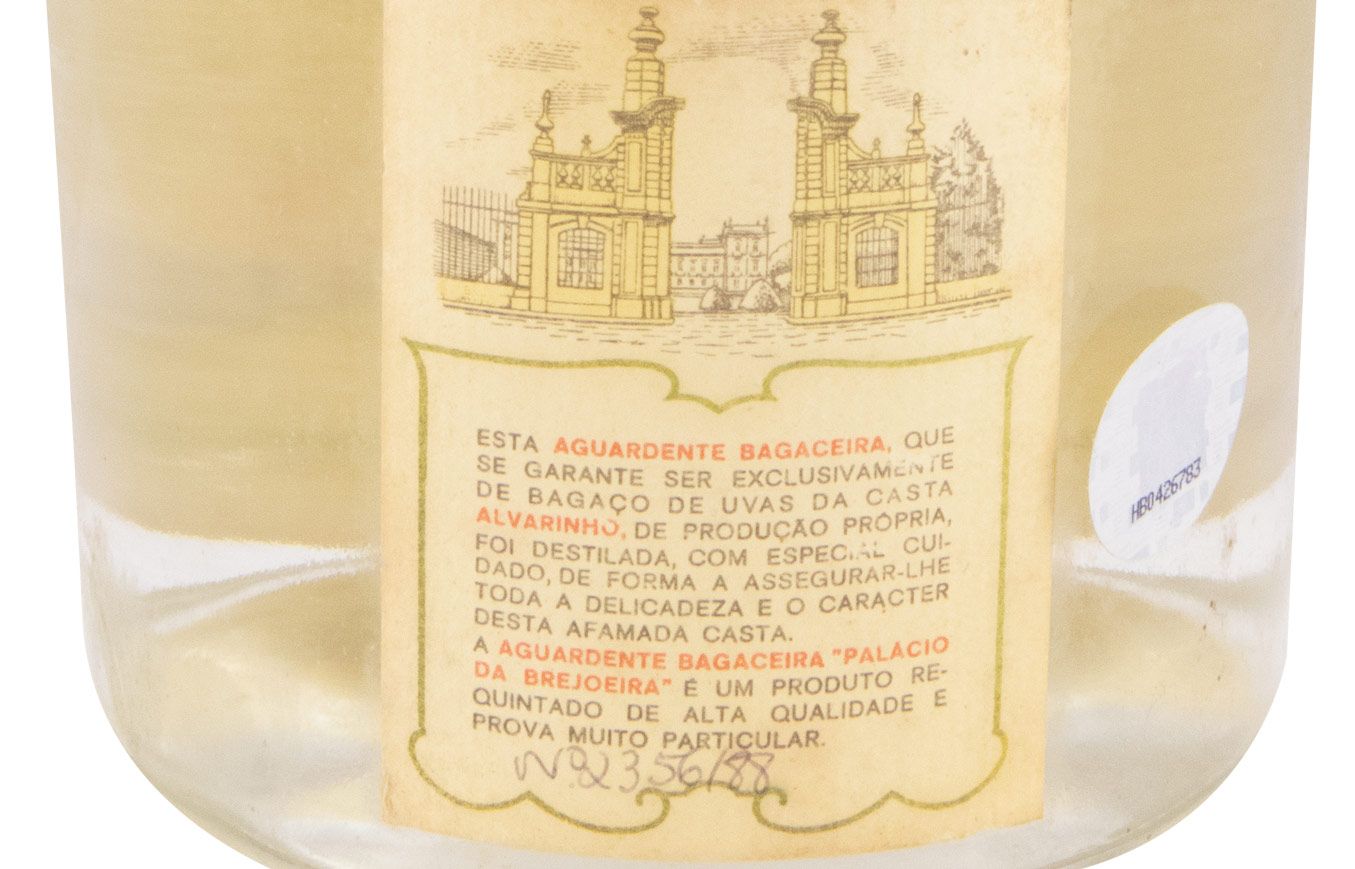 ESTA AGUARDENTE BAGACEIRA, QUE
SE GARANTE SER EXCLUSIVAMENTE
DE BAGAÇO DE UVAS DA CASTA
ALVARINHO, DE PRODUÇÃO PRÓPRIA,
FOI DESTILADA, COM ESPECIAL CUI-
DADO, DE FORMA A ASSEGURAR-LHE
TODA A DELICADEZA E O CARACTER
DESTA AFAMADA CASTA.
A AGUARDENTE BAGACEIRA "PALÁCIO
DA BREJOEIRA" É UM PRODUTO RE-
QUINTADO DE ALTA QUALIDADE E
PROVA MUITO PARTICULAR.
Nº 2356/88
HB0426783